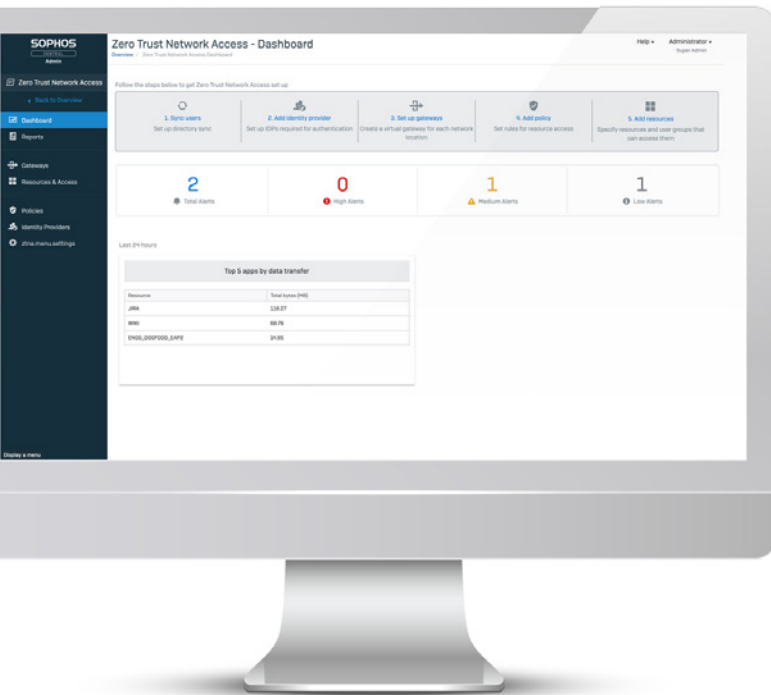 SOPHOS
CENTRAL
Admin
Zero Trust Network Access
Back to Overview
Dashboard
Reports
Gateways
Resources & Access
Policies
Identity Providers
ztna.menu.settings
Display a menu
Zero Trust Network Access - Dashboard
Overview / Zero Trust Network Access Dashboard
Help
Administrator
Super Admin
Follow the steps below to get Zero Trust Network Access set up
1. Sync users
Set up directory sync
2. Add identity provider
Set up IDPs required for authentication
3. Set up gateways
Create a virtual gateway for each network
location
4. Add policy
Set rules for resource access
5. Add resources
Specify resources and user groups that
can access them
2
Total Alerts
0
High Alerts
1
Medium Alerts
1
Low Alerts
Last 24 hours
Top 5 apps by data transfer
Resource Total bytes (MB)
JIRA
WIKI